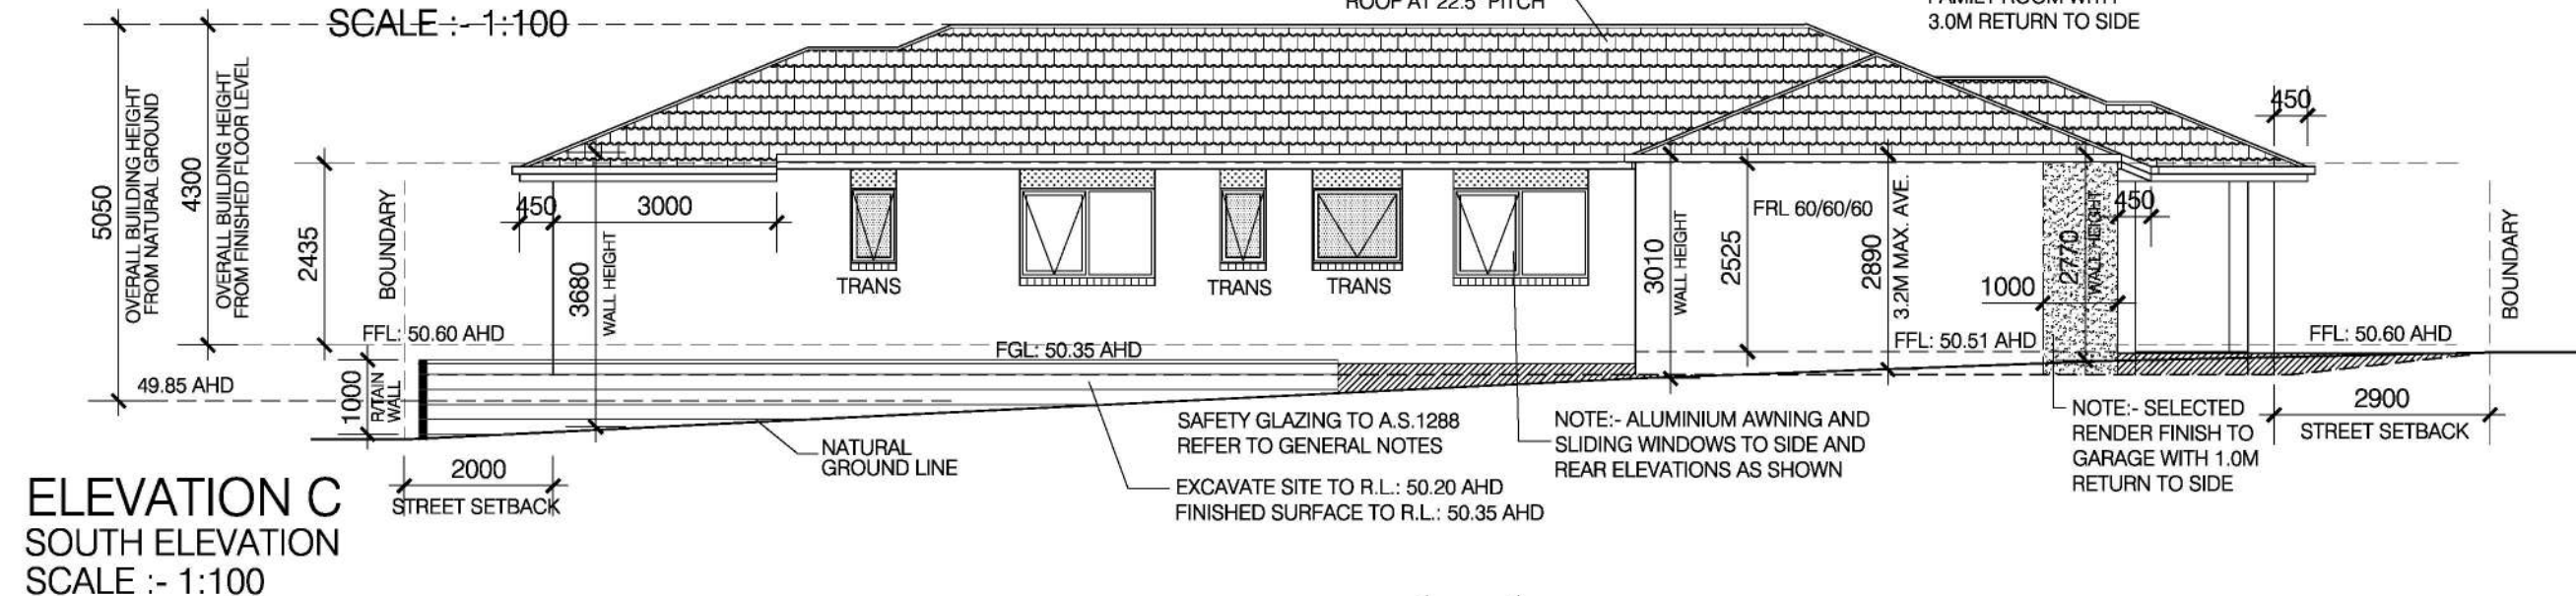 SCALE :- 1:100
ROOF AT 22.5° PITCH
FAMILY ROOM WITH
3.0M RETURN TO SIDE
5050
OVERALL BUILDING HEIGHT
FROM NATURAL GROUND
4300
OVERALL BUILDING HEIGHT
FROM FINISHED FLOOR LEVEL
2435
BOUNDARY
450
3000
3680
WALL HEIGHT
TRANS
TRANS
TRANS
3010
WALL HEIGHT
2525
FRL 60/60/60
2890
3.2M MAX. AVE.
1000
2770
WALL HEIGHT
450
450
BOUNDARY
FFL: 50.60 AHD
FGL: 50.35 AHD
FFL: 50.51 AHD
FFL: 50.60 AHD
49.85 AHD
1000
R/TAIN
WALL
2000
STREET SETBACK
NATURAL
GROUND LINE
SAFETY GLAZING TO A.S.1288
REFER TO GENERAL NOTES
EXCAVATE SITE TO R.L.: 50.20 AHD
FINISHED SURFACE TO R.L.: 50.35 AHD
NOTE:- ALUMINIUM AWNING AND
SLIDING WINDOWS TO SIDE AND
REAR ELEVATIONS AS SHOWN
NOTE:- SELECTED
RENDER FINISH TO
GARAGE WITH 1.0M
RETURN TO SIDE
2900
STREET SETBACK
ELEVATION C
SOUTH ELEVATION
SCALE :- 1:100